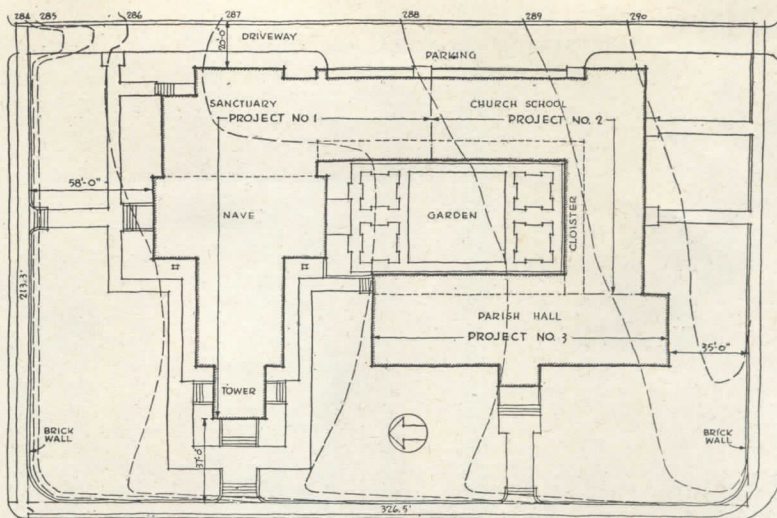 284 285 286 287 288 289 290
20'-0"
DRIVEWAY
PARKING
SANCTUARY
PROJECT NO 1
CHURCH SCHOOL
PROJECT NO. 2
58'-0"
NAVE
GARDEN
CLOISTER
213.3'
PARISH HALL
PROJECT NO. 3
35'-0"
TOWER
BRICK
WALL
37'-0"
BRICK
WALL
326.5'